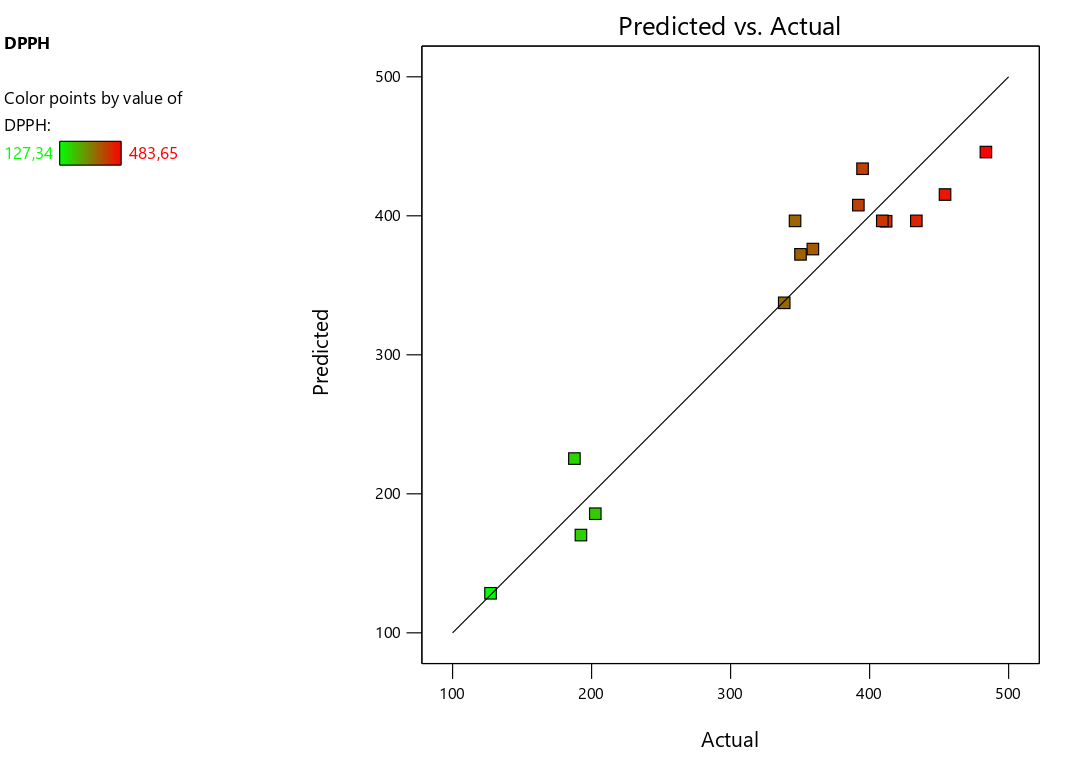 DPPH
Color points by value of
DPPH:
127,34 483,65
Predicted vs. Actual
Predicted
500
400
300
200
100
100 200 300 400 500
Actual